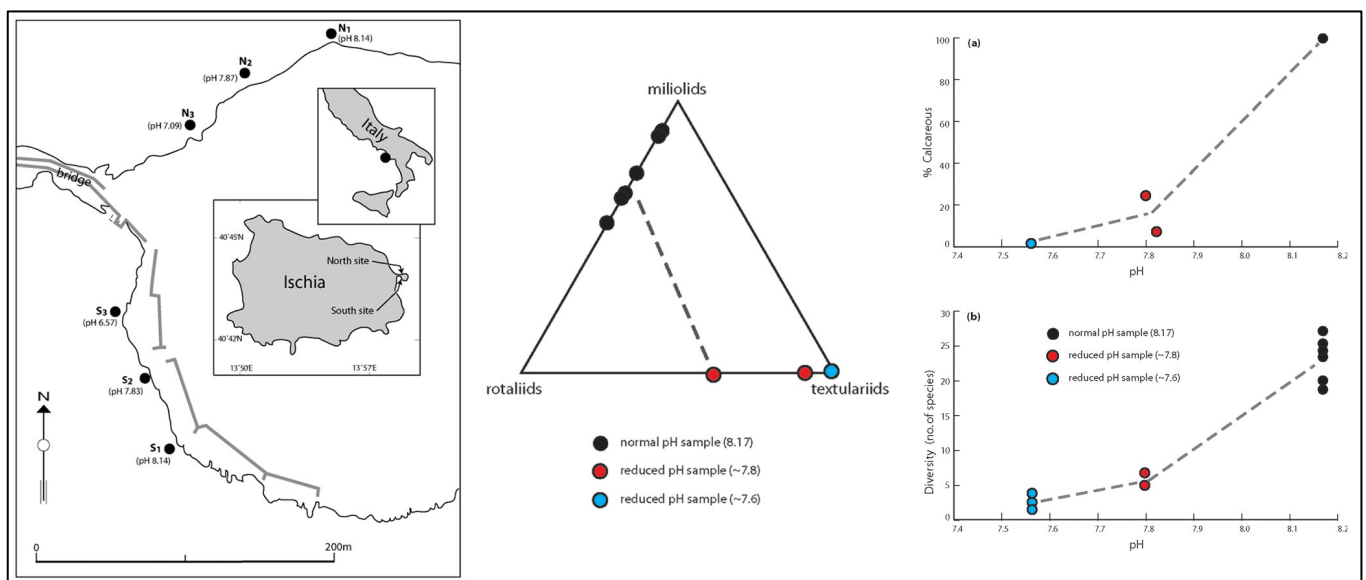 N1
(pH 8.14)
N2
(pH 7.87)
N3
(pH 7.09)
bridge
Italy
40°45'N
North site
Ischia
South site
40°42'N
13°50'E
13°57'E
S3
(pH 6.57)
S2
(pH 7.83)
S1
(pH 8.14)
N
0
200m
miliolids
rotaliids
textulariids
normal pH sample (8.17)
reduced pH sample (~7.8)
reduced pH sample (~7.6)
(a)
% Calcareous
100
80
60
40
20
0
7.4 7.5 7.6 7.7 7.8 7.9 8.0 8.1 8.2
pH
(b)
normal pH sample (8.17)
reduced pH sample (~7.8)
reduced pH sample (~7.6)
Diversity (no.of species)
30
25
20
15
10
5
0
7.4 7.5 7.6 7.7 7.8 7.9 8.0 8.1 8.2
pH